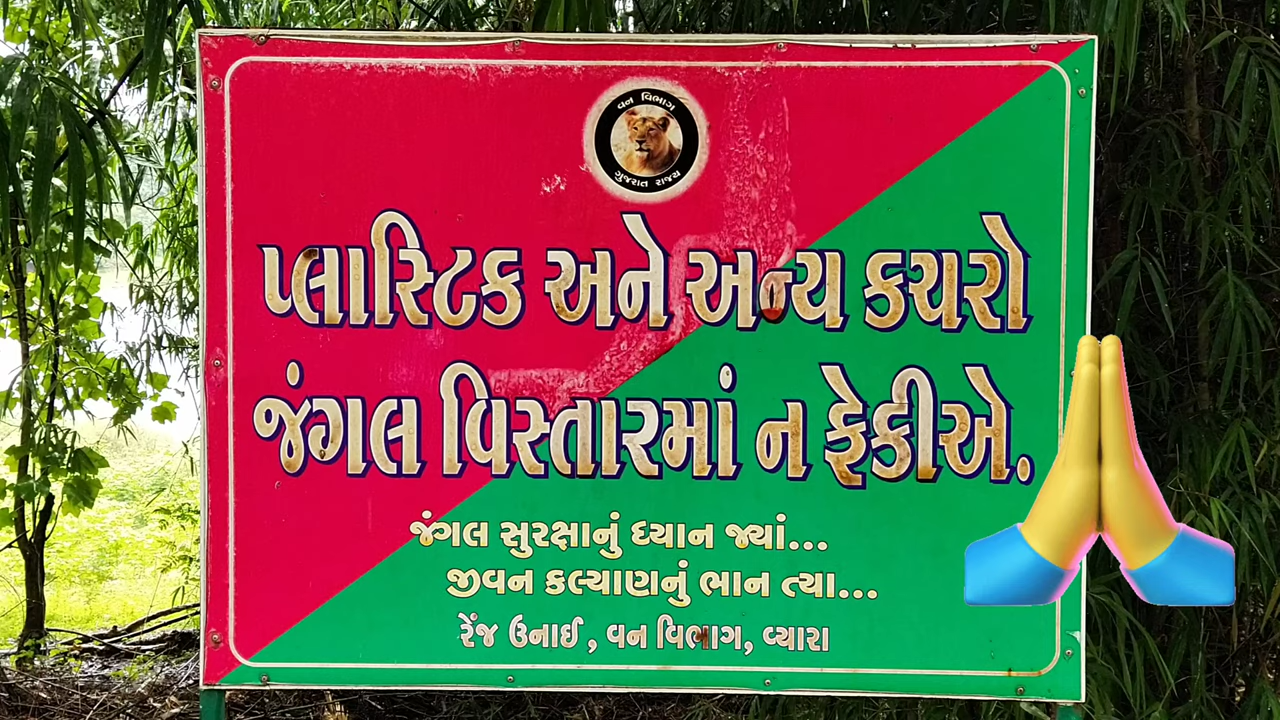 વન વિભાગ
ગુજરાત રાજ્ય
પ્લાસ્ટિક અને અન્ય કચરો
જંગલ વિસ્તારમાં ન ફેકીએ.
જંગલ સુરક્ષાનું ધ્યાન જ્યાં...
જીવન કલ્યાણનું ભાન ત્યા...
રેંજ ઉનાઈ, વન વિભાગ, વ્યારા